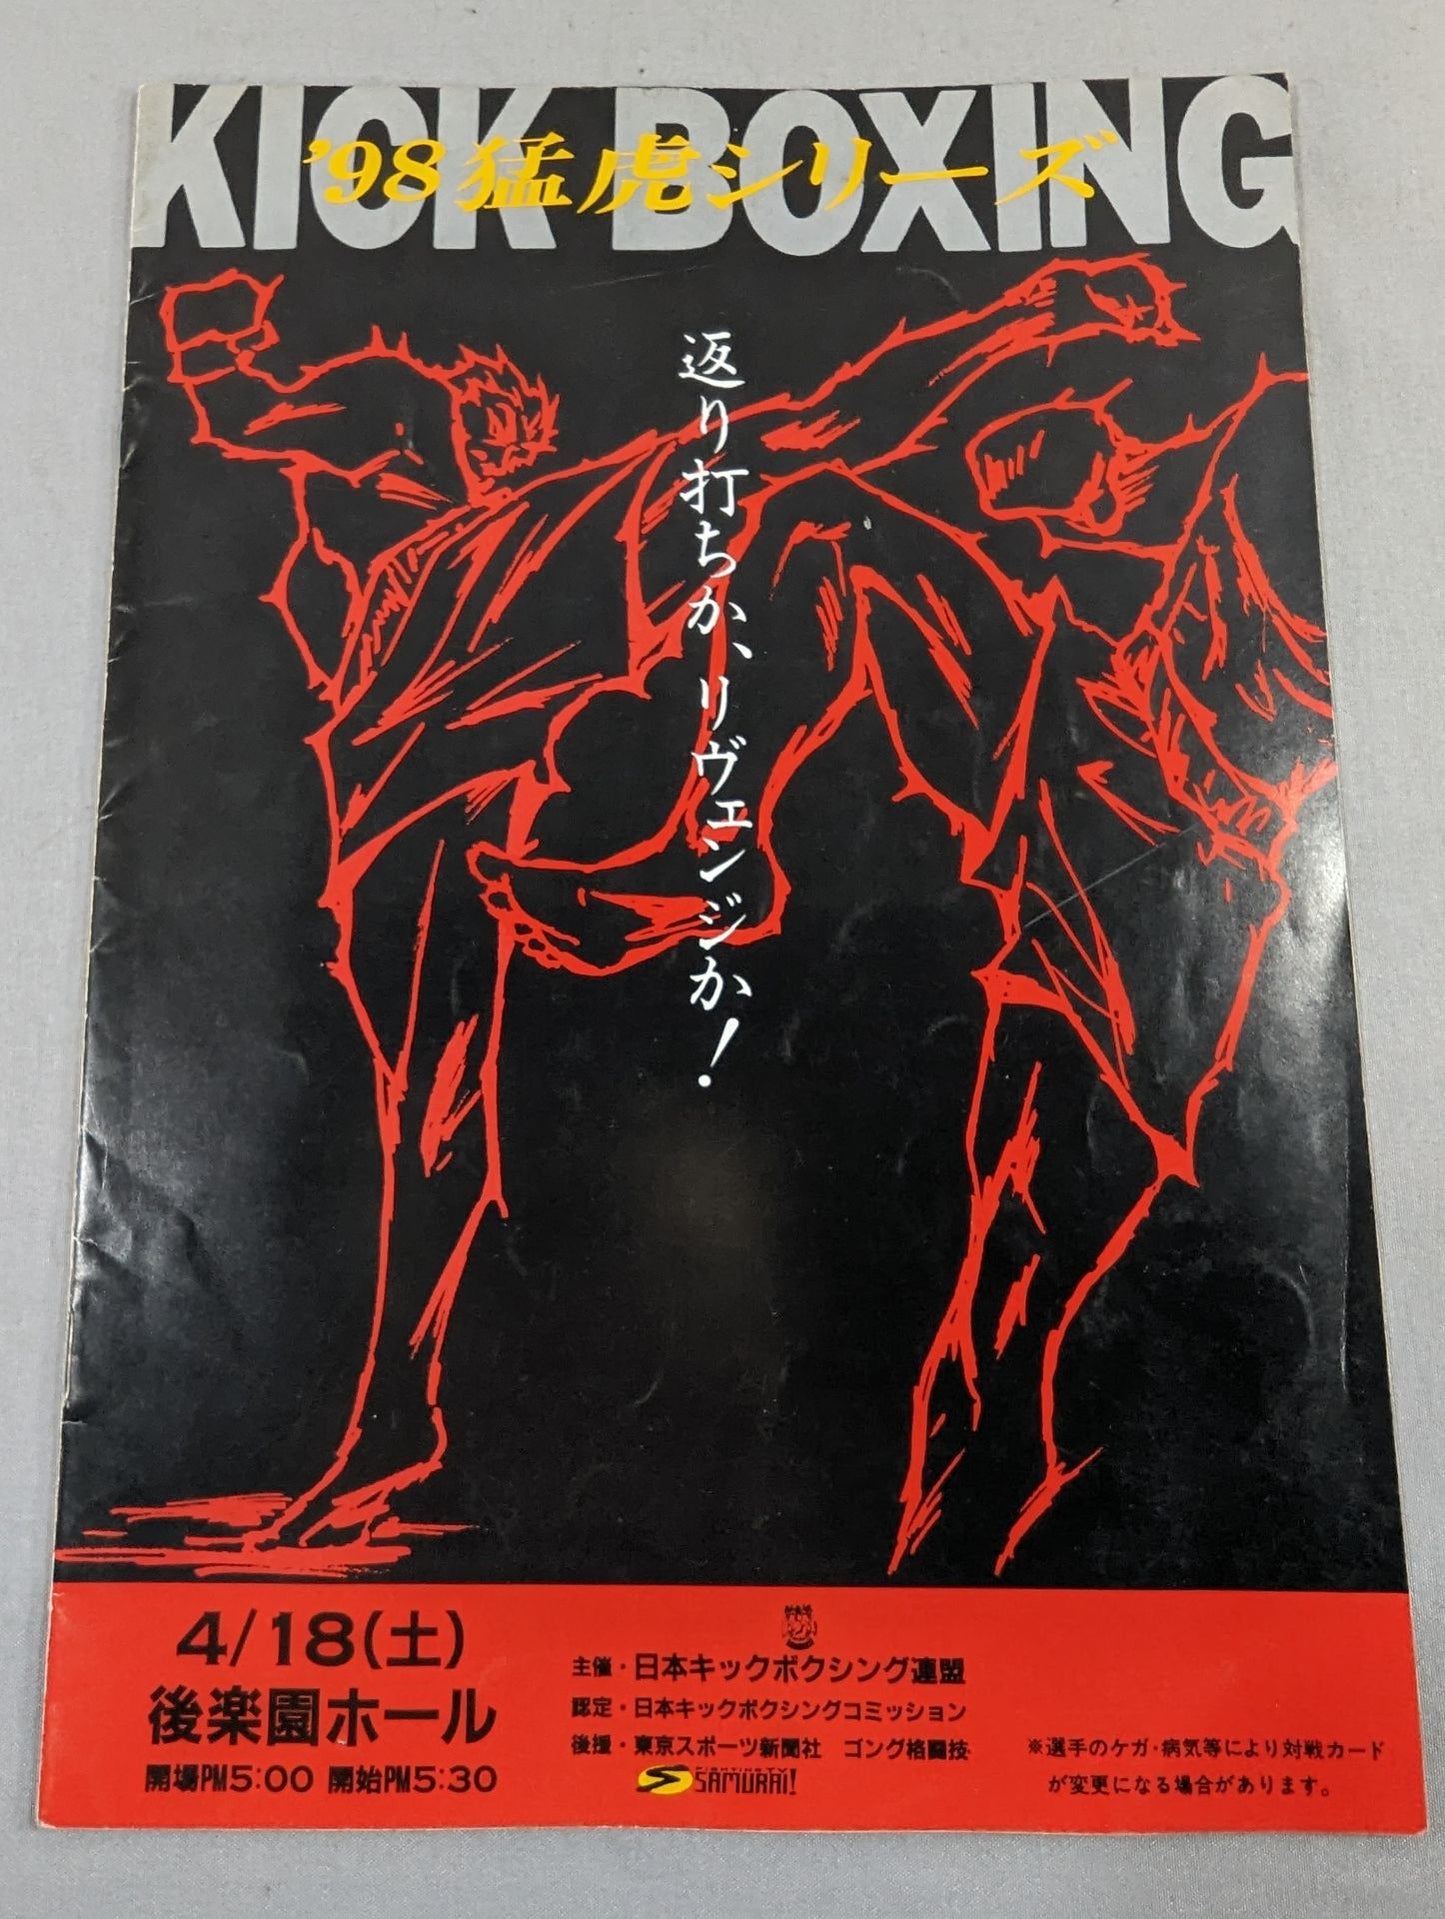 KICK BOXING
'98 猛虎シリーズ
返り打ちか、リヴェンジか!
4/18(土)
後楽園ホール
開場PM5:00 開始PM5:30
主催・日本キックボクシング連盟
認定・日本キックボクシングコミッション
後援・東京スポーツ新聞社 ゴング格闘技
FIGHTING TV
SAMURAI!
※選手のケガ・病気等により対戦カード
が変更になる場合があります。